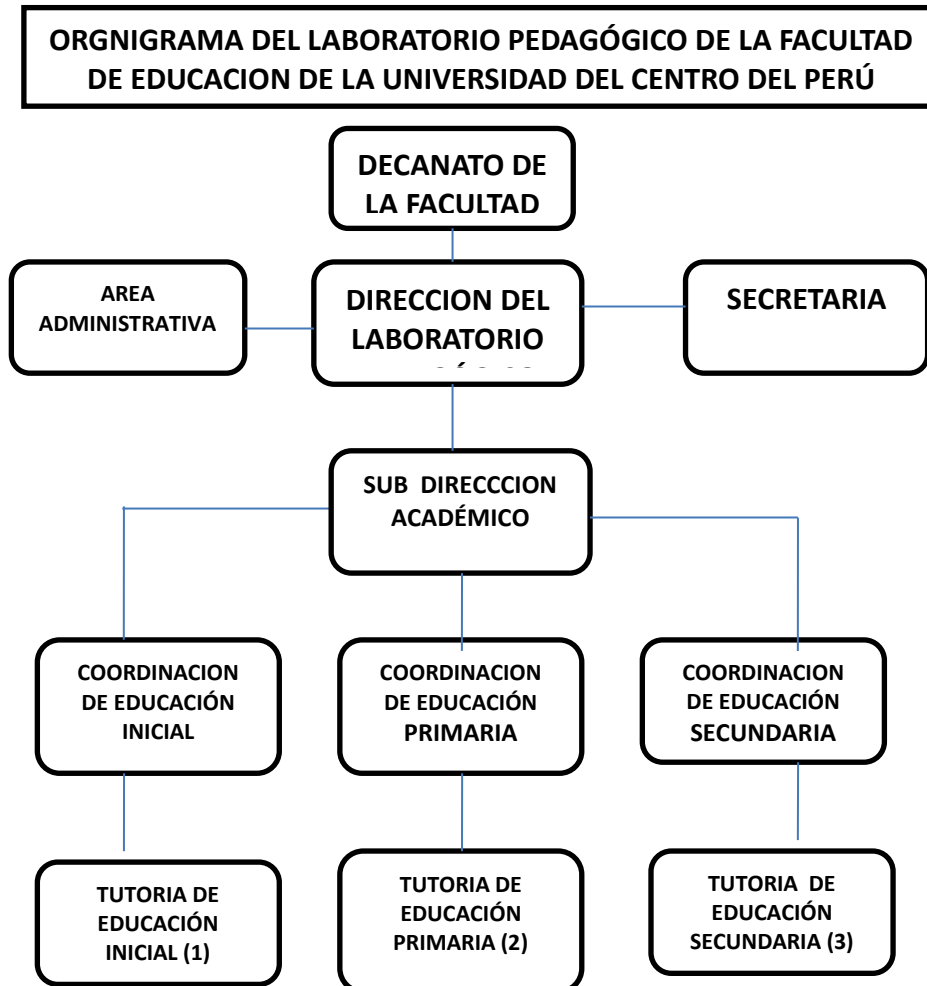 ORGNIGRAMA DEL LABORATORIO PEDAGÓGICO DE LA FACULTAD
DE EDUCACION DE LA UNIVERSIDAD DEL CENTRO DEL PERÚ
DECANATO DE
LA FACULTAD
AREA
ADMINISTRATIVA
DIRECCION DEL
LABORATORIO
SECRETARIA
SUB DIRECCCION
ACADÉMICO
COORDINACION
DE EDUCACIÓN
INICIAL
COORDINACION
DE EDUCACIÓN
PRIMARIA
COORDINACION
DE EDUCACIÓN
SECUNDARIA
TUTORIA DE
EDUCACIÓN
INICIAL (1)
TUTORIA DE
EDUCACIÓN
PRIMARIA (2)
TUTORIA DE
EDUCACIÓN
SECUNDARIA (3)